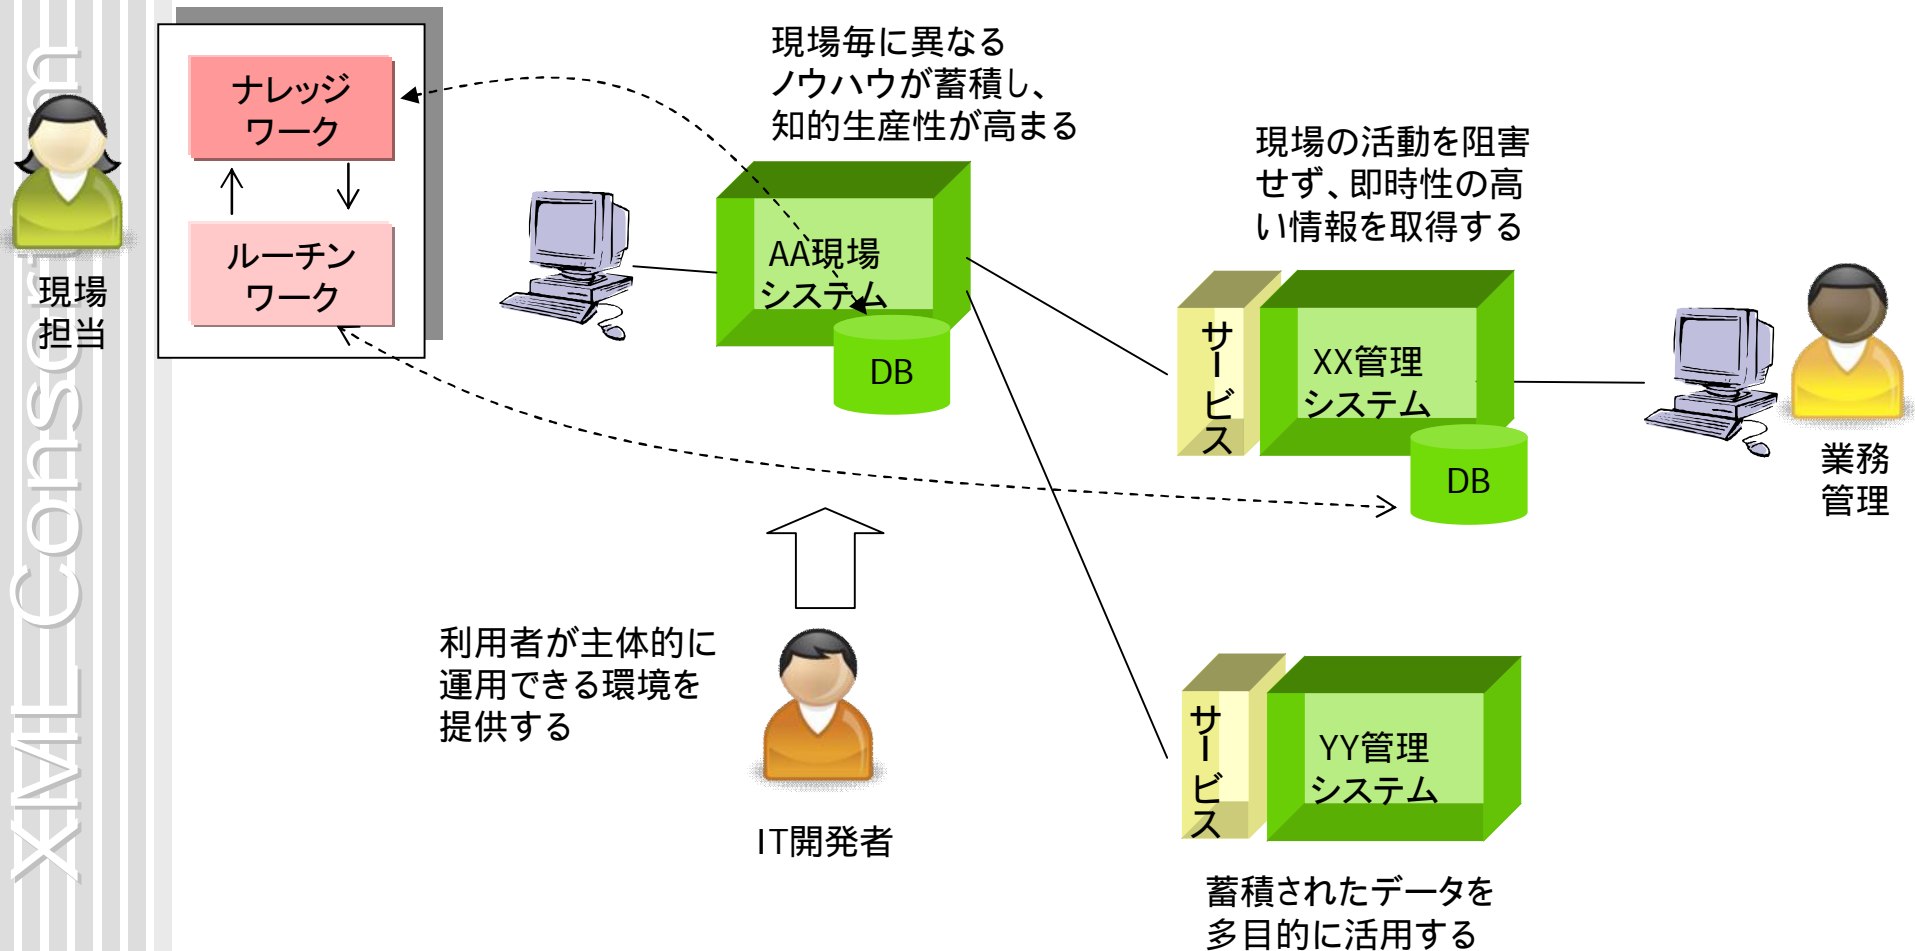 XML Consortium
現場
担当
ナレッジ
ワーク
ルーチン
ワーク
現場毎に異なる
ノウハウが蓄積し、
知的生産性が高まる
AA現場
システム
DB
現場の活動を阻害
せず、即時性の高
い情報を取得する
サービス
XX管理
システム
DB
業務
管理
利用者が主体的に
運用できる環境を
提供する
IT開発者
サービス
YY管理
システム
蓄積されたデータを
多目的に活用する